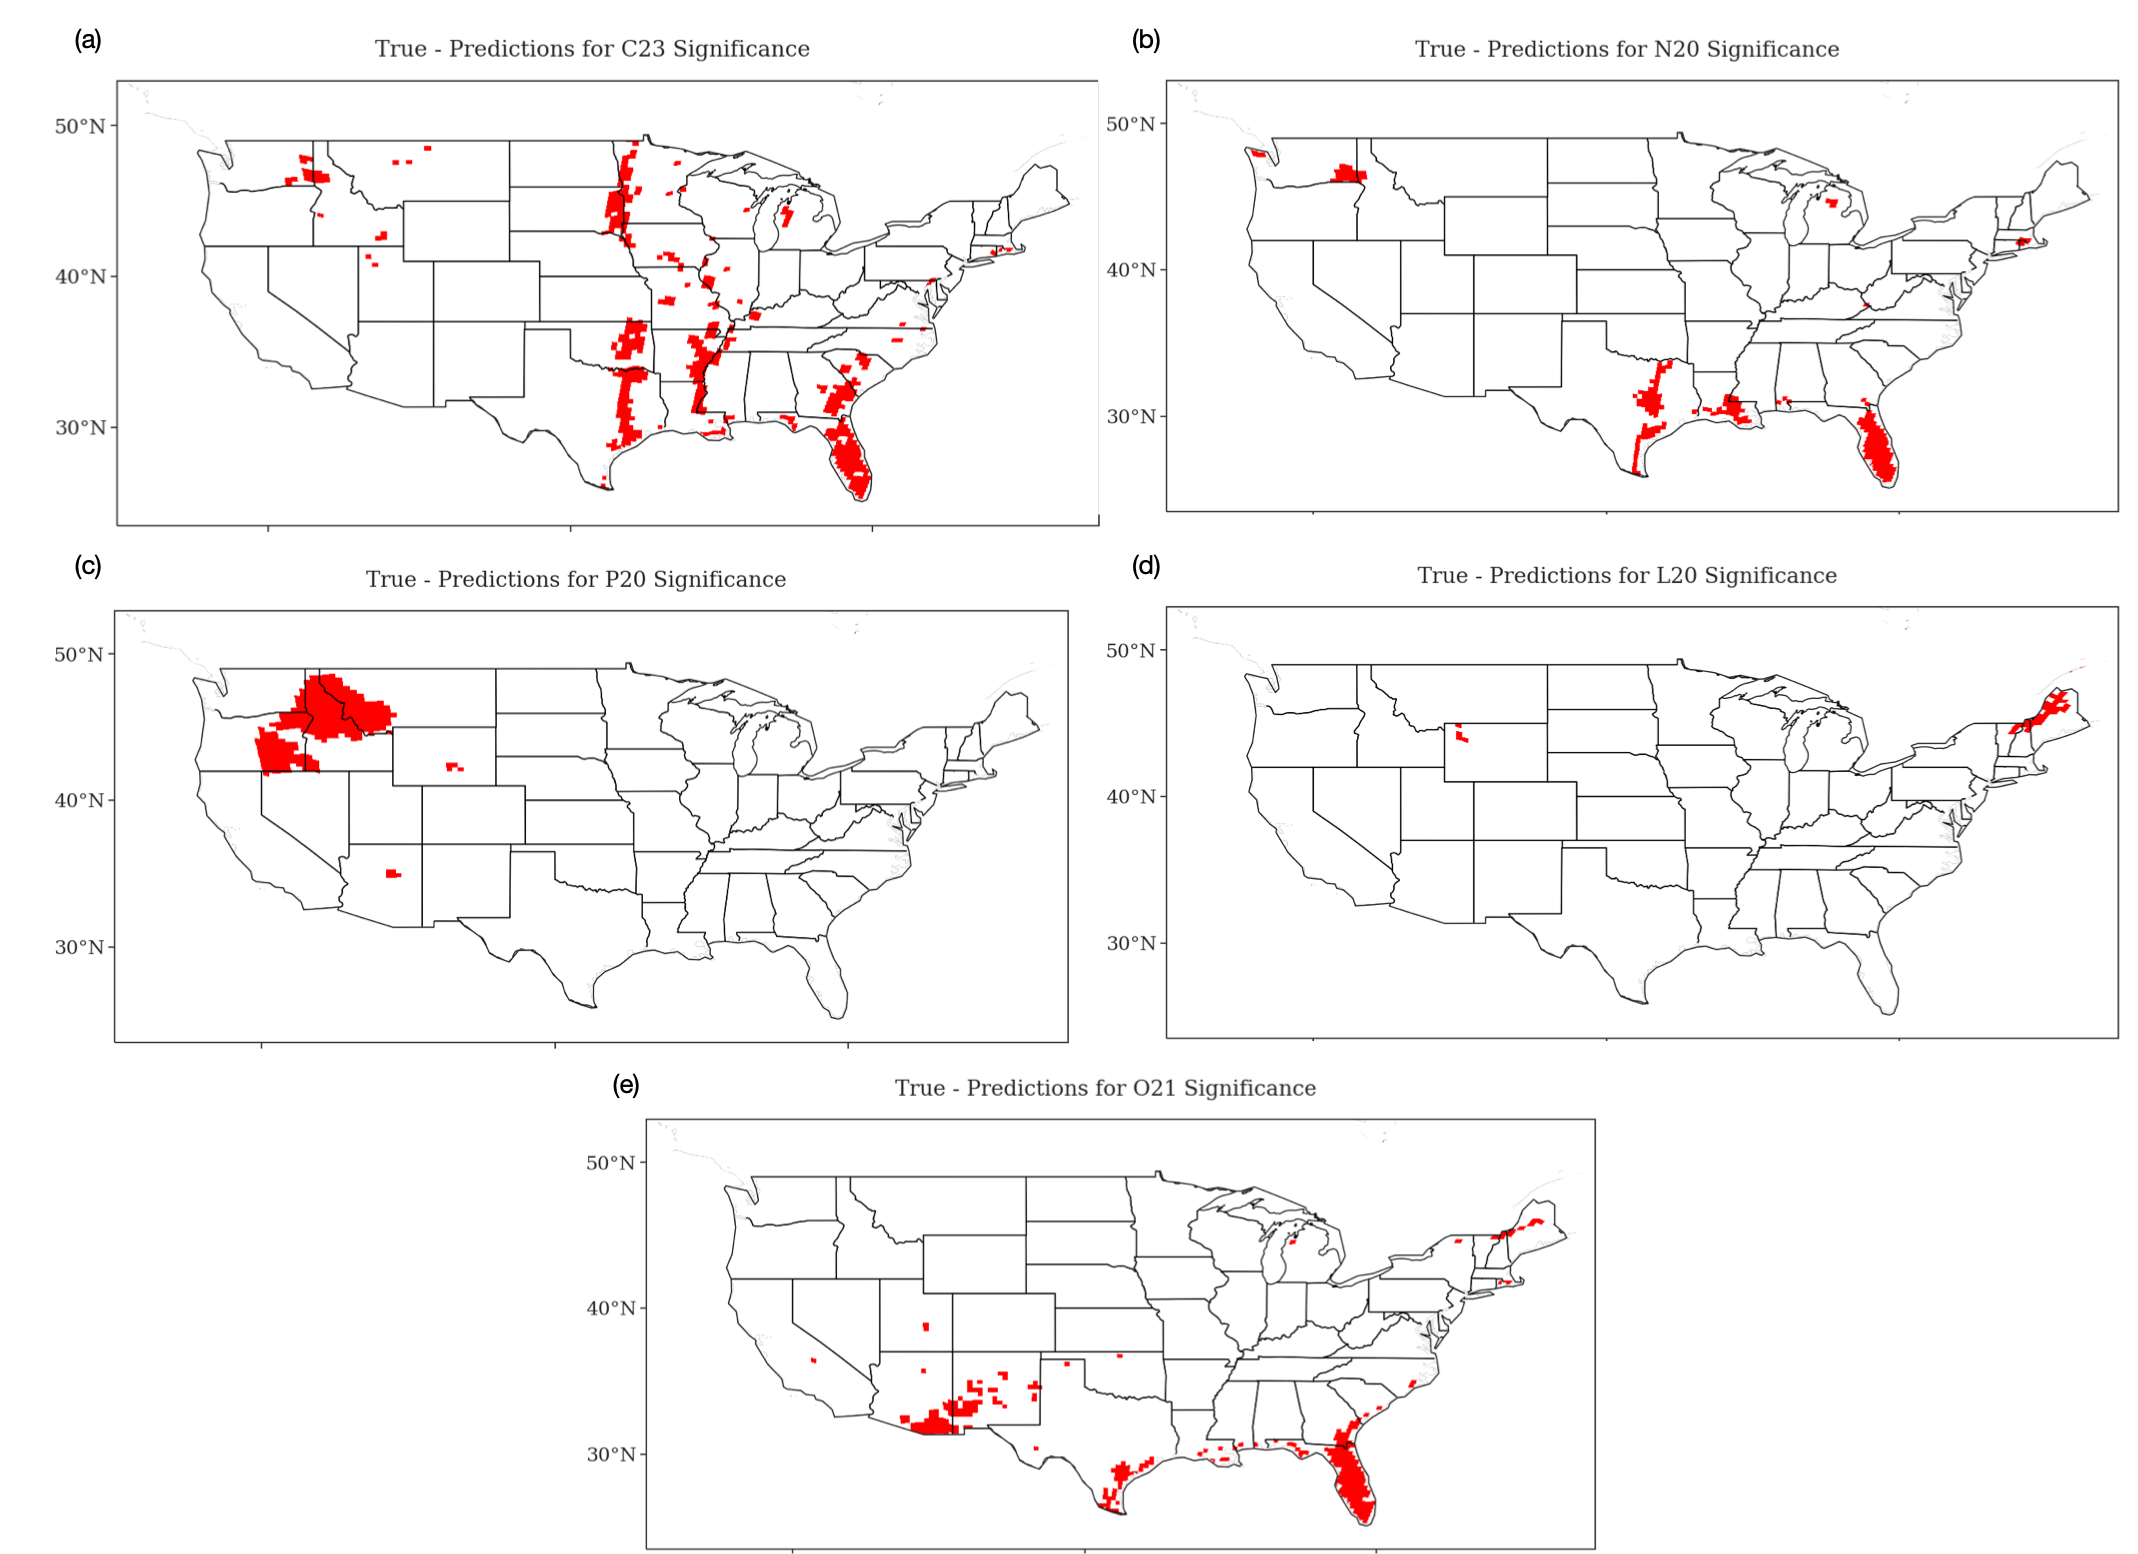 (a)
True - Predictions for C23 Significance
50°N
40°N
30°N
(b)
True - Predictions for N20 Significance
50°N
40°N
30°N
(c)
True - Predictions for P20 Significance
50°N
40°N
30°N
(d)
True - Predictions for L20 Significance
50°N
40°N
30°N
(e)
True - Predictions for O21 Significance
50°N
40°N
30°N